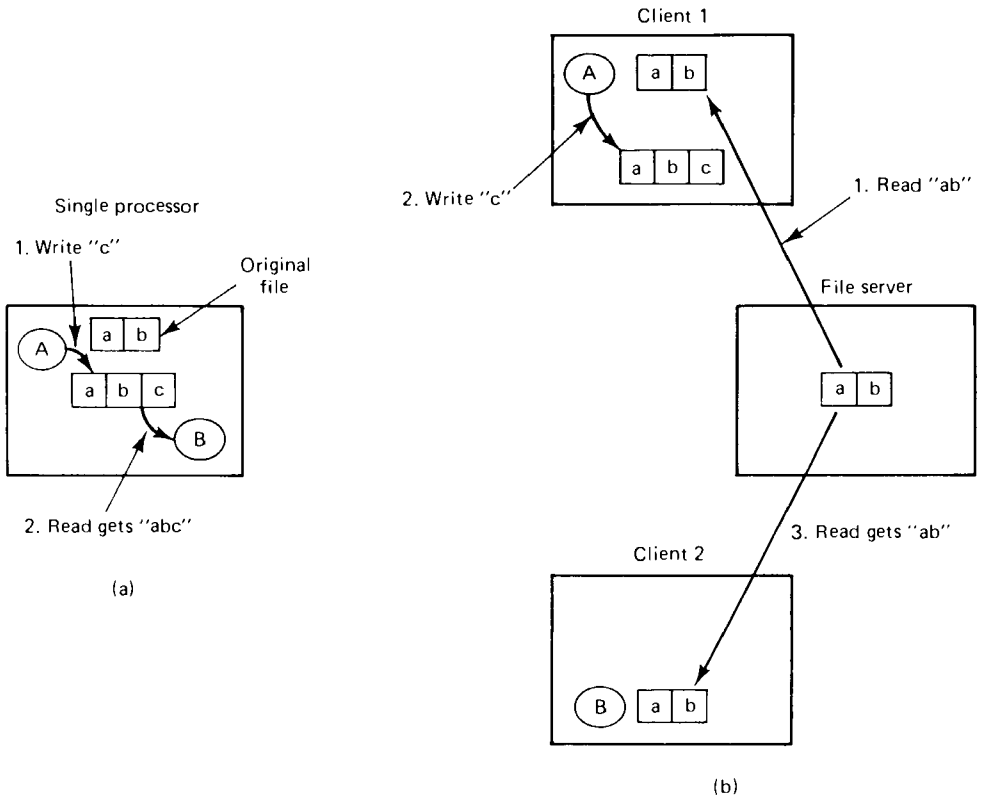 Single processor
1. Write "c"
Original
file
A
a b
a b c
B
2. Read gets "abc"
(a)
Client 1
A
a b
a b c
2. Write "c"
1. Read "ab"
File server
a b
3. Read gets "ab"
Client 2
B
a b
(b)